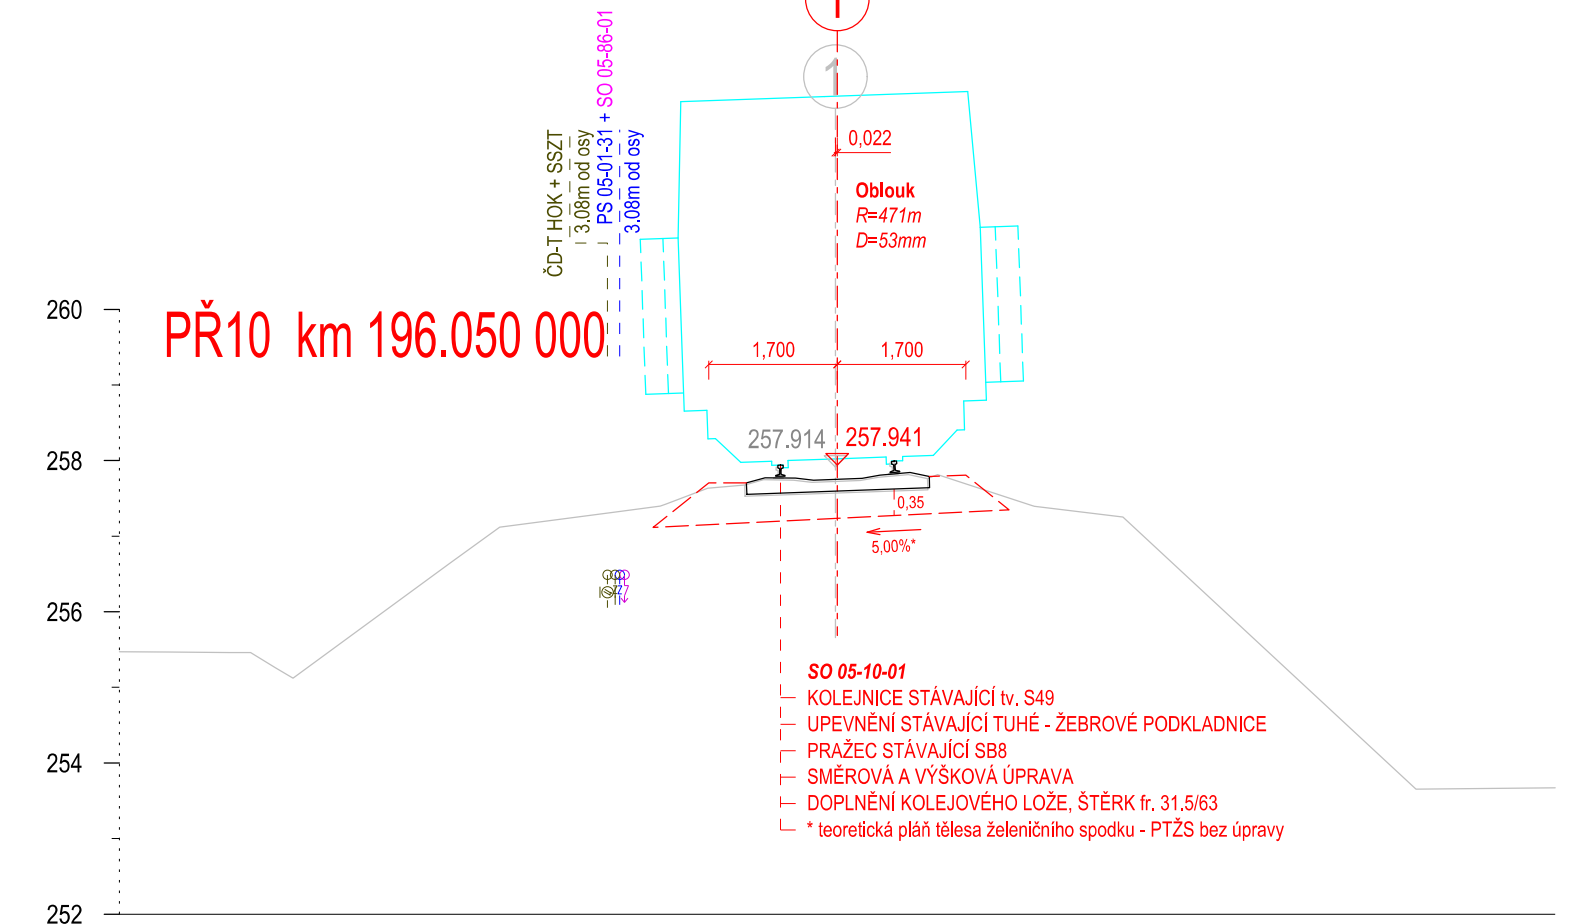 1
1
ČD-T HOK + SSZT
3.08m od osy
PS 05-01-31 + SO 05-86-01
3.08m od osy
0,022
Oblouk
R=471m
D=53mm
260
PŘ10 km 196.050 000
1,700
1,700
257.914
257.941
258
0,35
5,00%*
256
SO 05-10-01
KOLEJNICE STÁVAJÍCÍ tv. S49
UPEVNĚNÍ STÁVAJÍCÍ TUHÉ - ŽEBROVÉ PODKLADNICE
PRAŽEC STÁVAJÍCÍ SB8
SMĚROVÁ A VÝŠKOVÁ ÚPRAVA
254
DOPLNĚNÍ KOLEJOVÉHO LOŽE, ŠTĚRK fr. 31.5/63
* teoretická pláň tělesa želeničního spodku - PTŽS bez úpravy
252